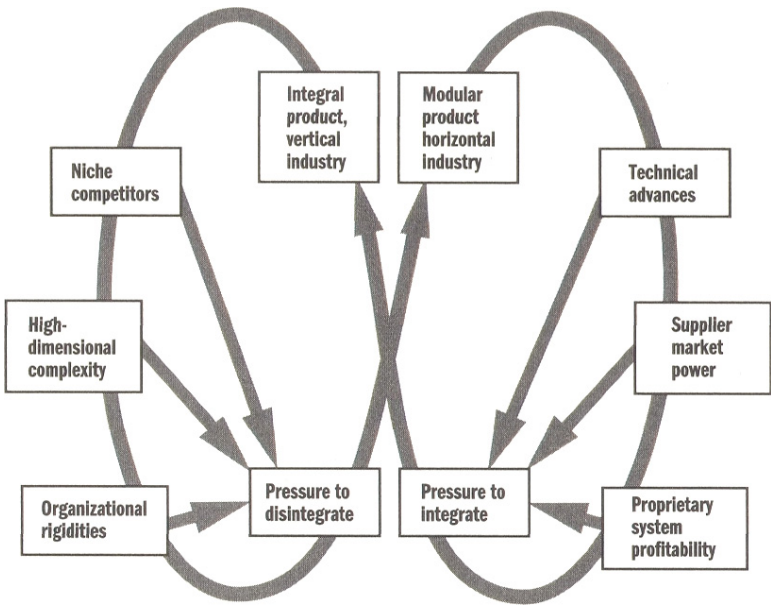 Integral
product,
vertical
industry
Modular
product
horizontal
industry
Niche
competitors
Technical
advances
High-
dimensional
complexity
Supplier
market
power
Organizational
rigidities
Pressure to
disintegrate
Pressure to
integrate
Proprietary
system
profitability